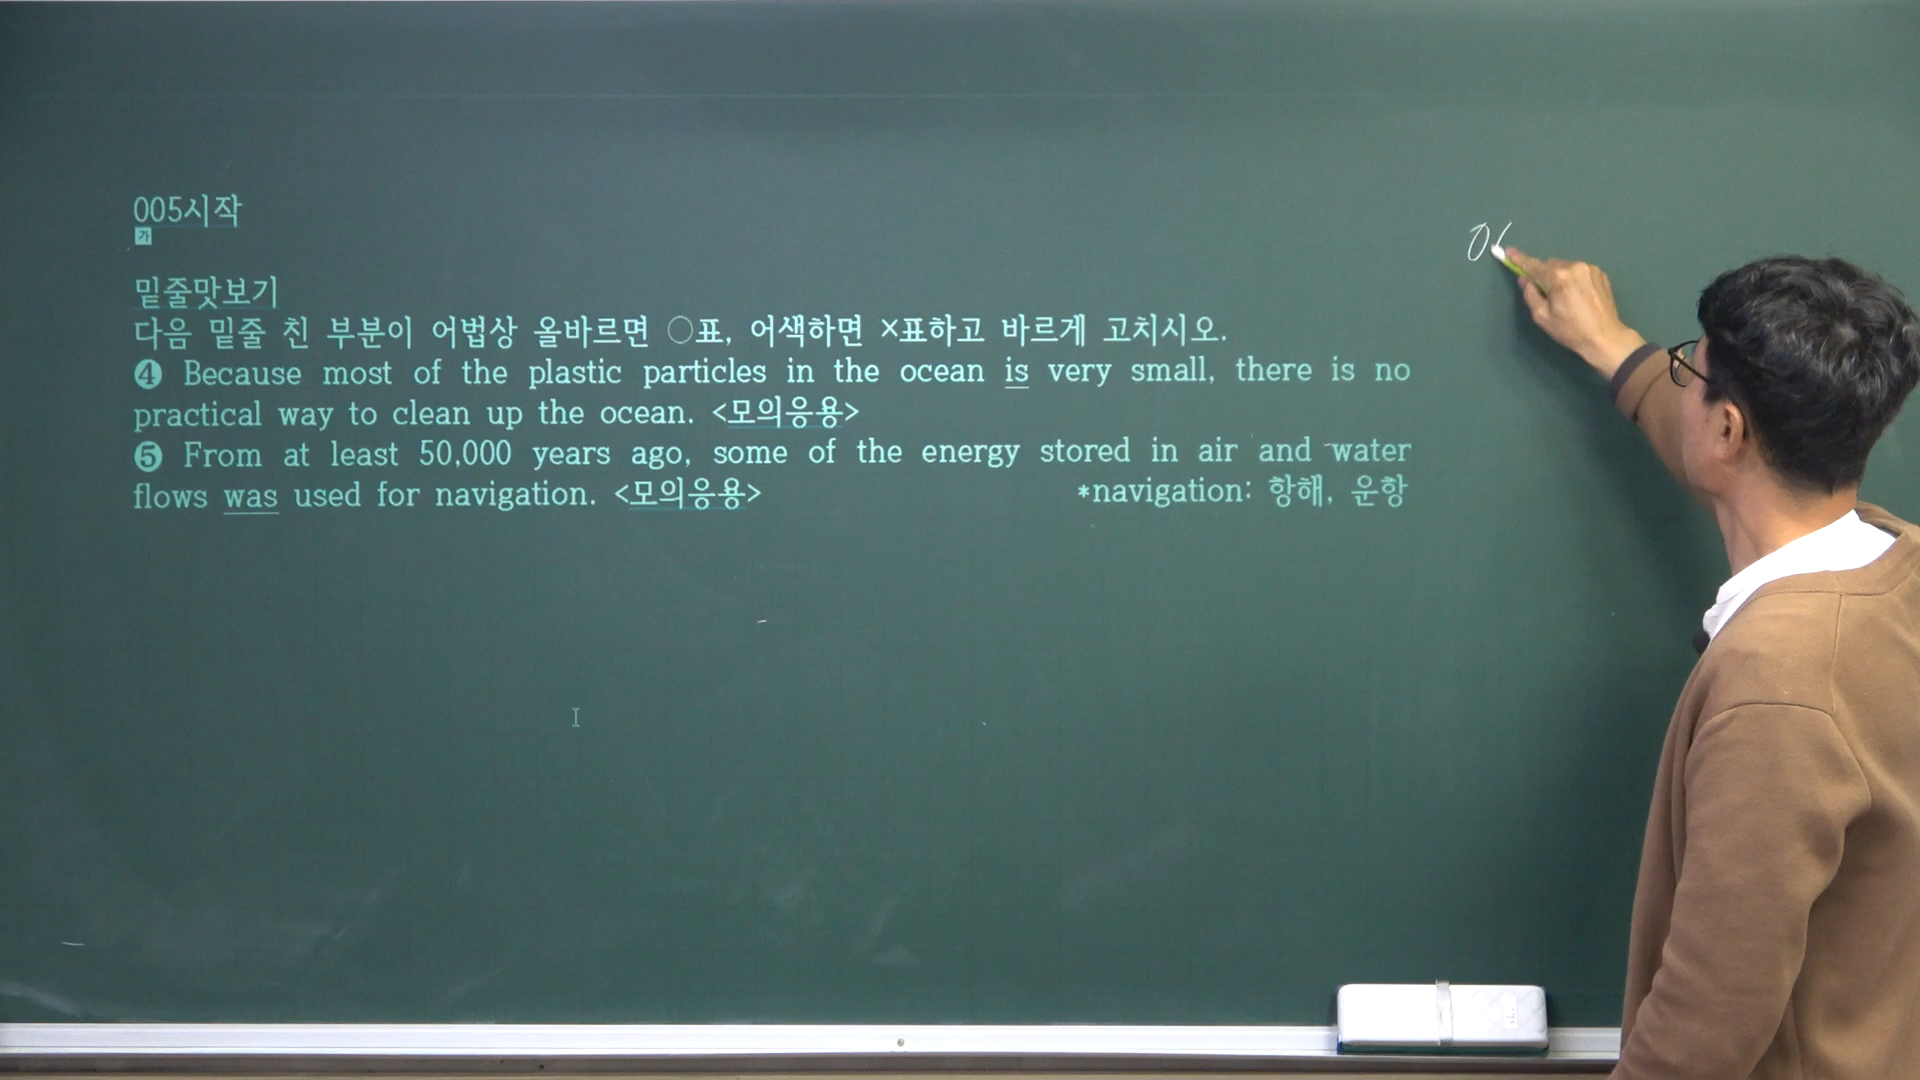 005시작
가
밑줄맛보기
다음 밑줄 친 부분이 어법상 올바르면 ○표, 어색하면 ×표하고 바르게 고치시오.
❹ Because most of the plastic particles in the ocean is very small, there is no
practical way to clean up the ocean. <모의응용>
❺ From at least 50,000 years ago, some of the energy stored in air and water
flows was used for navigation. <모의응용> *navigation: 항해, 운항